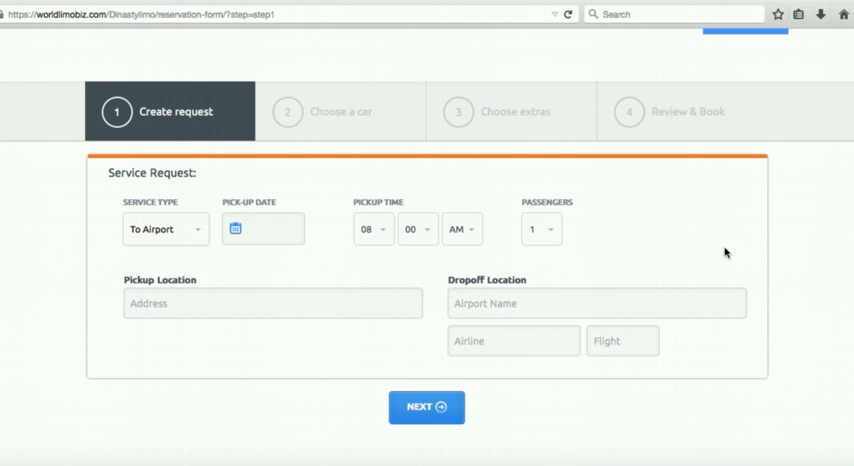 https://worldlimobiz.com/Dinastylimo/reservation-form/?step=step1
Search
1 Create request
2 Choose a car
3 Choose extras
4 Review & Book
Service Request:
SERVICE TYPE PICK-UP DATE PICKUP TIME PASSENGERS
To Airport 08 00 AM 1
Pickup Location Dropoff Location
Address Airport Name
Airline Flight
NEXT